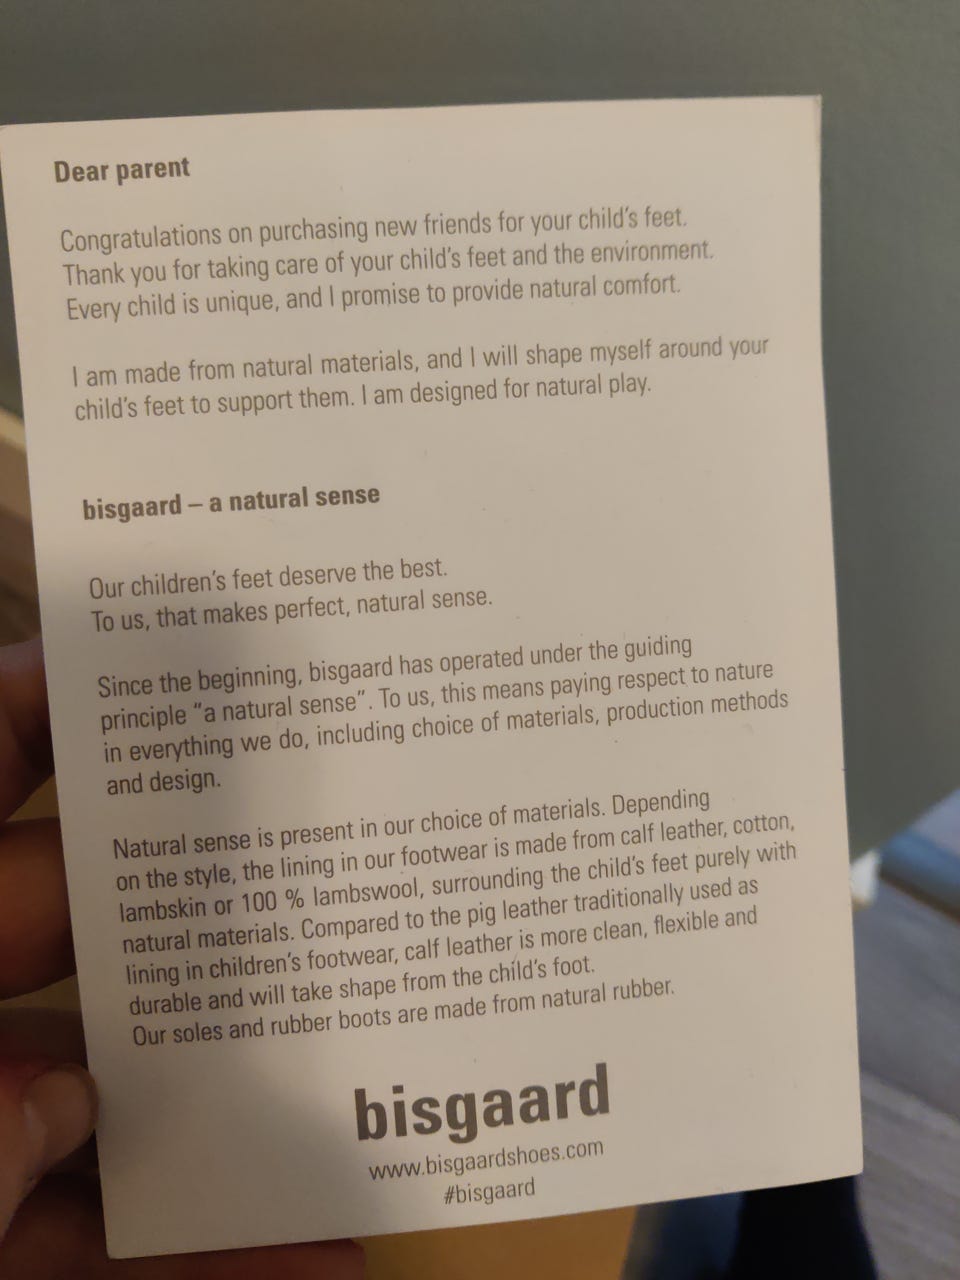 Dear parent
Congratulations on purchasing new friends for your child's feet.
Thank you for taking care of your child's feet and the environment.
Every child is unique, and I promise to provide natural comfort.
I am made from natural materials, and I will shape myself around your
child's feet to support them. I am designed for natural play.
bisgaard – a natural sense
Our children's feet deserve the best.
To us, that makes perfect, natural sense.
Since the beginning, bisgaard has operated under the guiding
principle "a natural sense". To us, this means paying respect to nature
in everything we do, including choice of materials, production methods
and design.
Natural sense is present in our choice of materials. Depending
on the style, the lining in our footwear is made from calf leather, cotton,
lambskin or 100 % lambswool, surrounding the child's feet purely with
natural materials. Compared to the pig leather traditionally used as
lining in children's footwear, calf leather is more clean, flexible and
durable and will take shape from the child's foot.
Our soles and rubber boots are made from natural rubber.
bisgaard
www.bisgaardshoes.com
#bisgaard